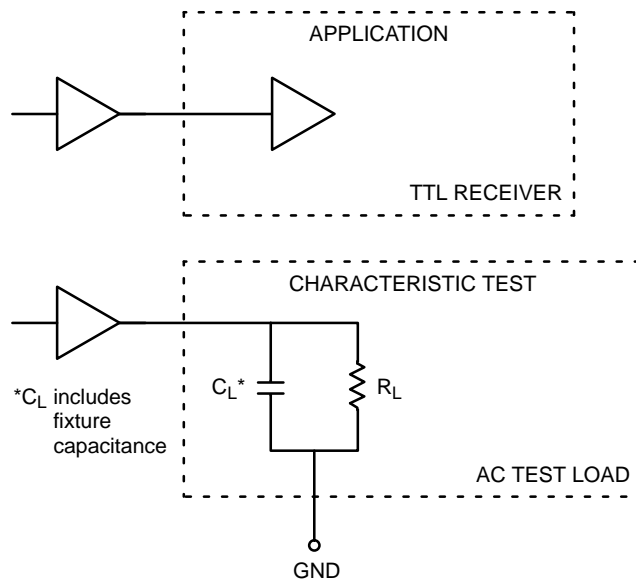 APPLICATION
TTL RECEIVER
CHARACTERISTIC TEST
*CL includes
fixture
capacitance
CL*
RL
AC TEST LOAD
GND